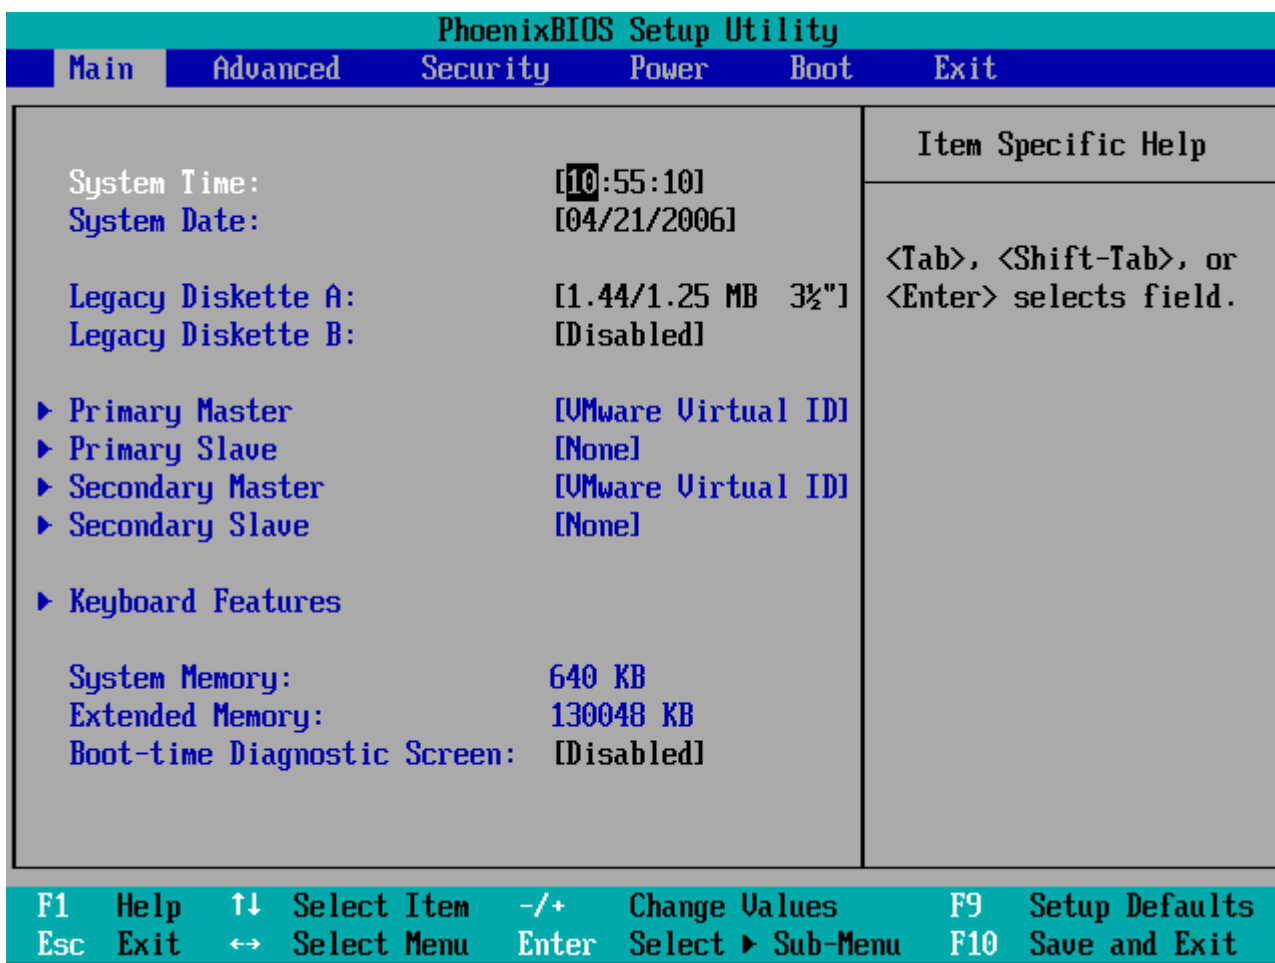 PhoenixBIOS Setup Utility
Main Advanced Security Power Boot Exit
Item Specific Help
System Time: [10:55:10]
System Date: [04/21/2006]
<Tab>, <Shift-Tab>, or
<Enter> selects field.
Legacy Diskette A: [1.44/1.25 MB 3½"]
Legacy Diskette B: [Disabled]
▶ Primary Master [VMware Virtual ID]
▶ Primary Slave [None]
▶ Secondary Master [VMware Virtual ID]
▶ Secondary Slave [None]
▶ Keyboard Features
System Memory: 640 KB
Extended Memory: 130048 KB
Boot-time Diagnostic Screen: [Disabled]
F1 Help ↑↓ Select Item -/+ Change Values F9 Setup Defaults
Esc Exit ↔ Select Menu Enter Select ▶ Sub-Menu F10 Save and Exit